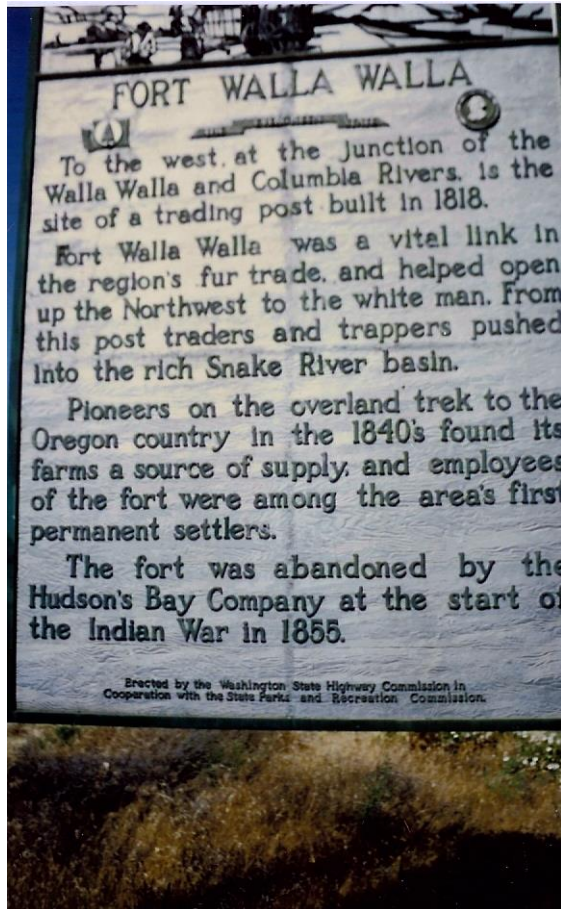 FORT WALLA WALLA
To the west, at the junction of the
Walla Walla and Columbia Rivers, is the
site of a trading post built in 1818.
Fort Walla Walla was a vital link in
the region's fur trade, and helped open
up the Northwest to the white man. From
this post traders and trappers pushed
into the rich Snake River basin.
Pioneers on the overland trek to the
Oregon country in the 1840's found its
farms a source of supply, and employees
of the fort were among the area's first
permanent settlers.
The fort was abandoned by the
Hudson's Bay Company at the start of
the Indian War in 1855.
Erected by the Washington State Highway Commission in
Cooperation with the State Parks and Recreation Commission.